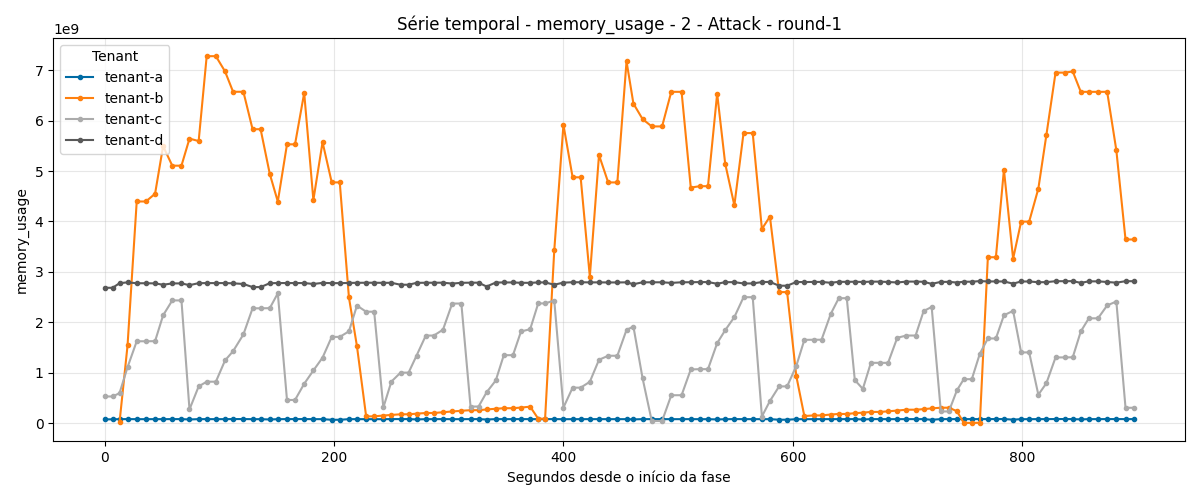 Série temporal - memory_usage - 2 - Attack - round-1
1e9
Tenant
tenant-a
tenant-b
tenant-c
tenant-d
7
6
5
4
3
2
1
0
memory_usage
0 200 400 600 800
Segundos desde o início da fase